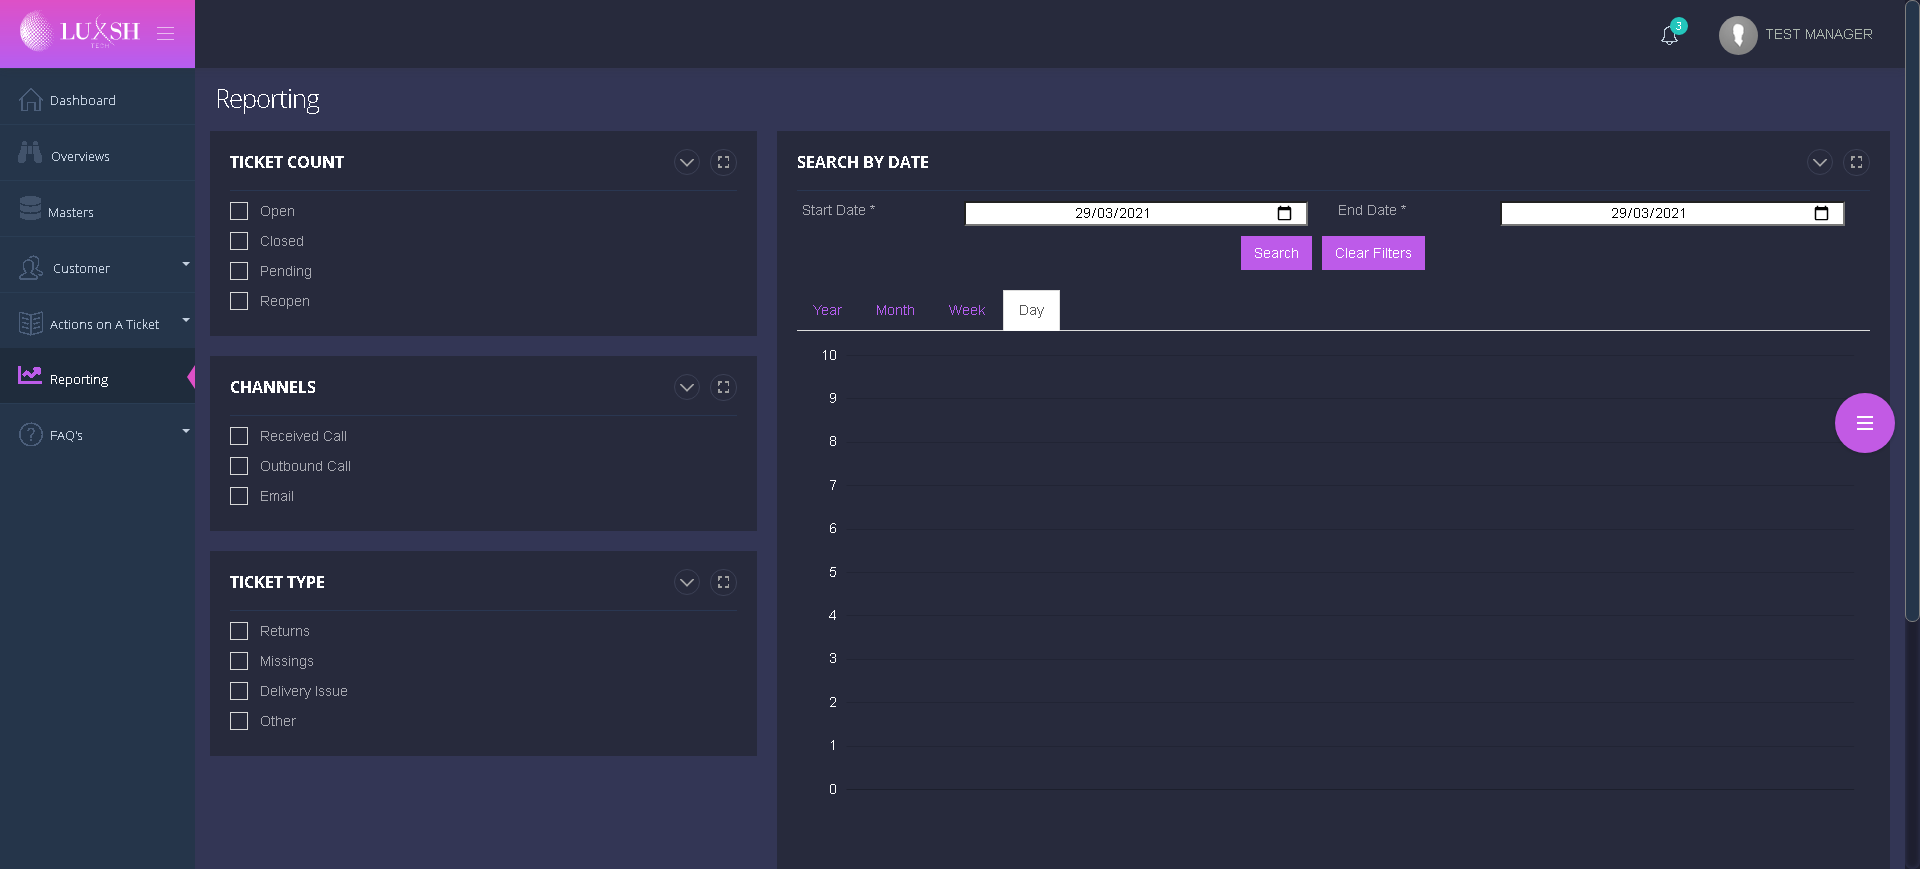 LUXSH
TECH
3
TEST MANAGER
Dashboard
Overviews
Masters
Customer
Actions on A Ticket
Reporting
FAQ's
Reporting
TICKET COUNT
Open
Closed
Pending
Reopen
CHANNELS
Received Call
Outbound Call
Email
TICKET TYPE
Returns
Missings
Delivery Issue
Other
SEARCH BY DATE
Start Date * 29/03/2021 End Date * 29/03/2021
Search Clear Filters
Year Month Week Day
10
9
8
7
6
5
4
3
2
1
0